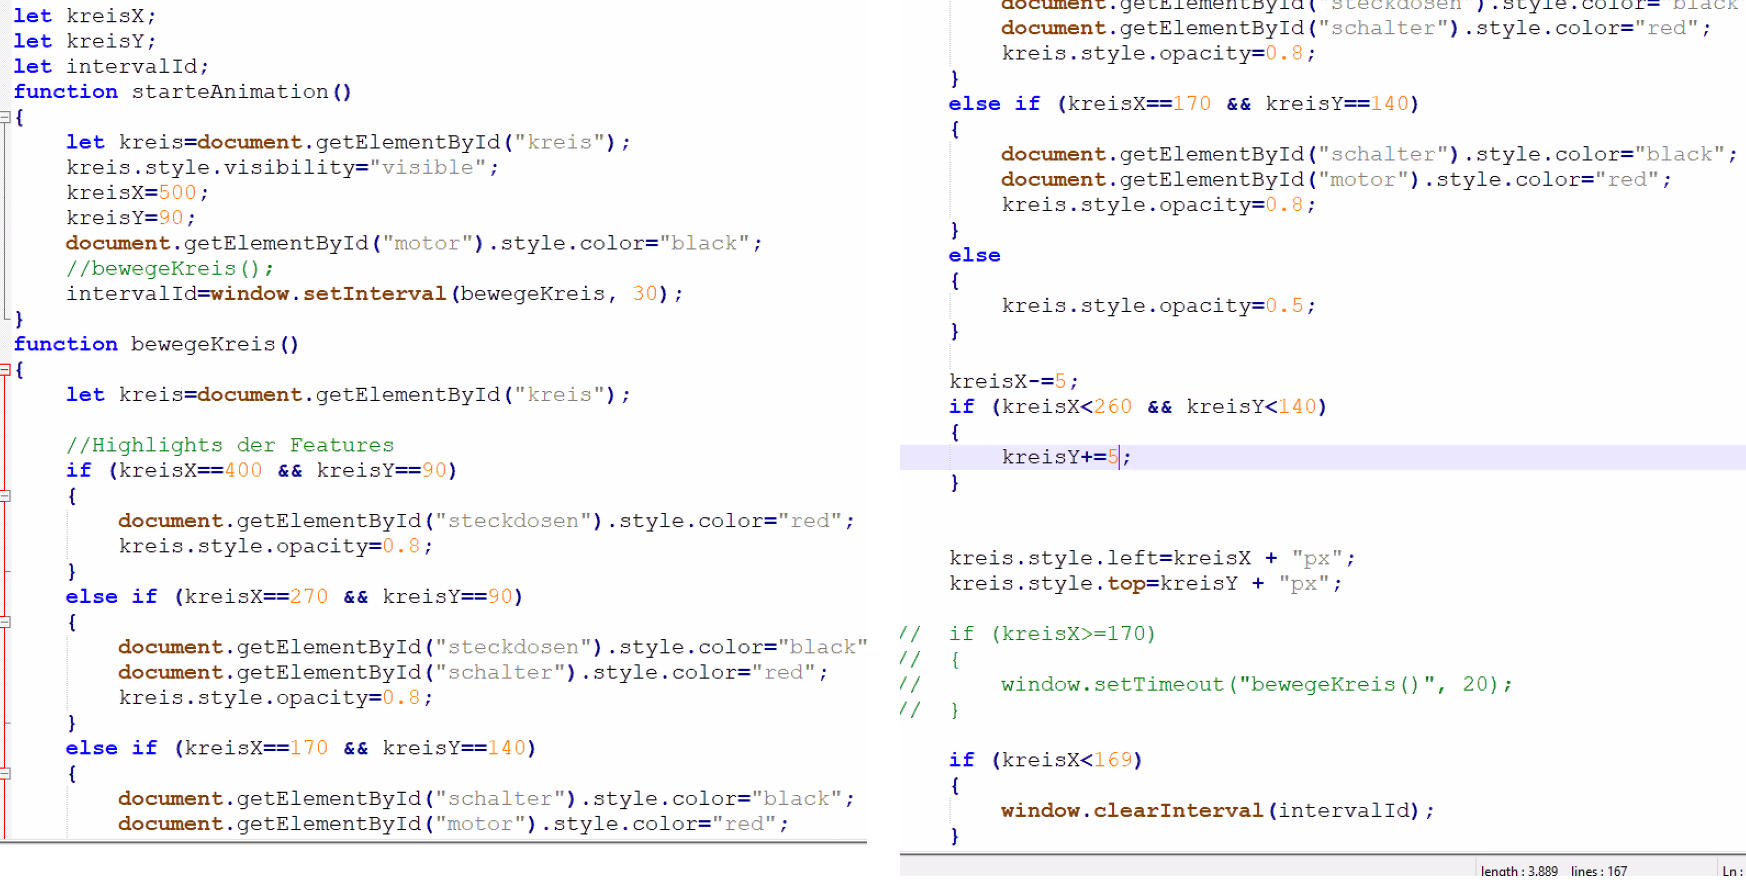 let kreisX;
let kreisY;
let intervalId;
function starteAnimation()
{
    let kreis=document.getElementById("kreis");
    kreis.style.visibility="visible";
    kreisX=500;
    kreisY=90;
    document.getElementById("motor").style.color="black";
    //bewegeKreis();
    intervalId=window.setInterval(bewegeKreis, 30);
}
function bewegeKreis()
{
    let kreis=document.getElementById("kreis");
    //Highlights der Features
    if (kreisX==400 && kreisY==90)
    {
        document.getElementById("steckdosen").style.color="red";
        kreis.style.opacity=0.8;
    }
    else if (kreisX==270 && kreisY==90)
    {
        document.getElementById("steckdosen").style.color="black"
        document.getElementById("schalter").style.color="red";
        kreis.style.opacity=0.8;
    }
    else if (kreisX==170 && kreisY==140)
    {
        document.getElementById("schalter").style.color="black";
        document.getElementById("motor").style.color="red";
        document.getElementById("steckdosen").style.color="black
        document.getElementById("schalter").style.color="red";
        kreis.style.opacity=0.8;
    }
    else if (kreisX==170 && kreisY==140)
    {
        document.getElementById("schalter").style.color="black";
        document.getElementById("motor").style.color="red";
        kreis.style.opacity=0.8;
    }
    else
    {
        kreis.style.opacity=0.5;
    }
    kreisX-=5;
    if (kreisX<260 && kreisY<140)
    {
        kreisY+=5;
    }
    kreis.style.left=kreisX + "px";
    kreis.style.top=kreisY + "px";
//  if (kreisX>=170)
//  {
//      window.setTimeout("bewegeKreis()", 20);
//  }
    if (kreisX<169)
    {
        window.clearInterval(intervalId);
    }
length : 3.889 lines : 167 Ln :